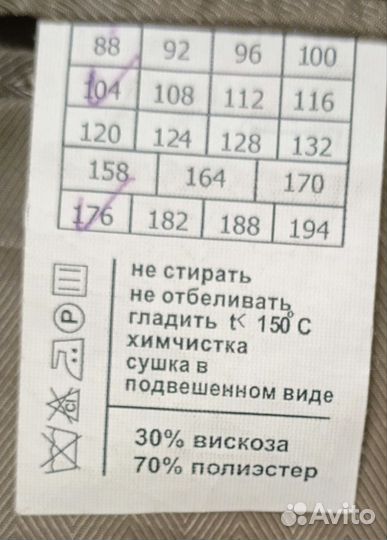 88 92 96 100
104 108 112 116
120 124 128 132
158 164 170
176 182 188 194
не стирать
не отбеливать
P
гладить t< 150°C
химчистка
сушка в
cl
подвешенном виде
30% вискоза
70% полиэстер
Avito